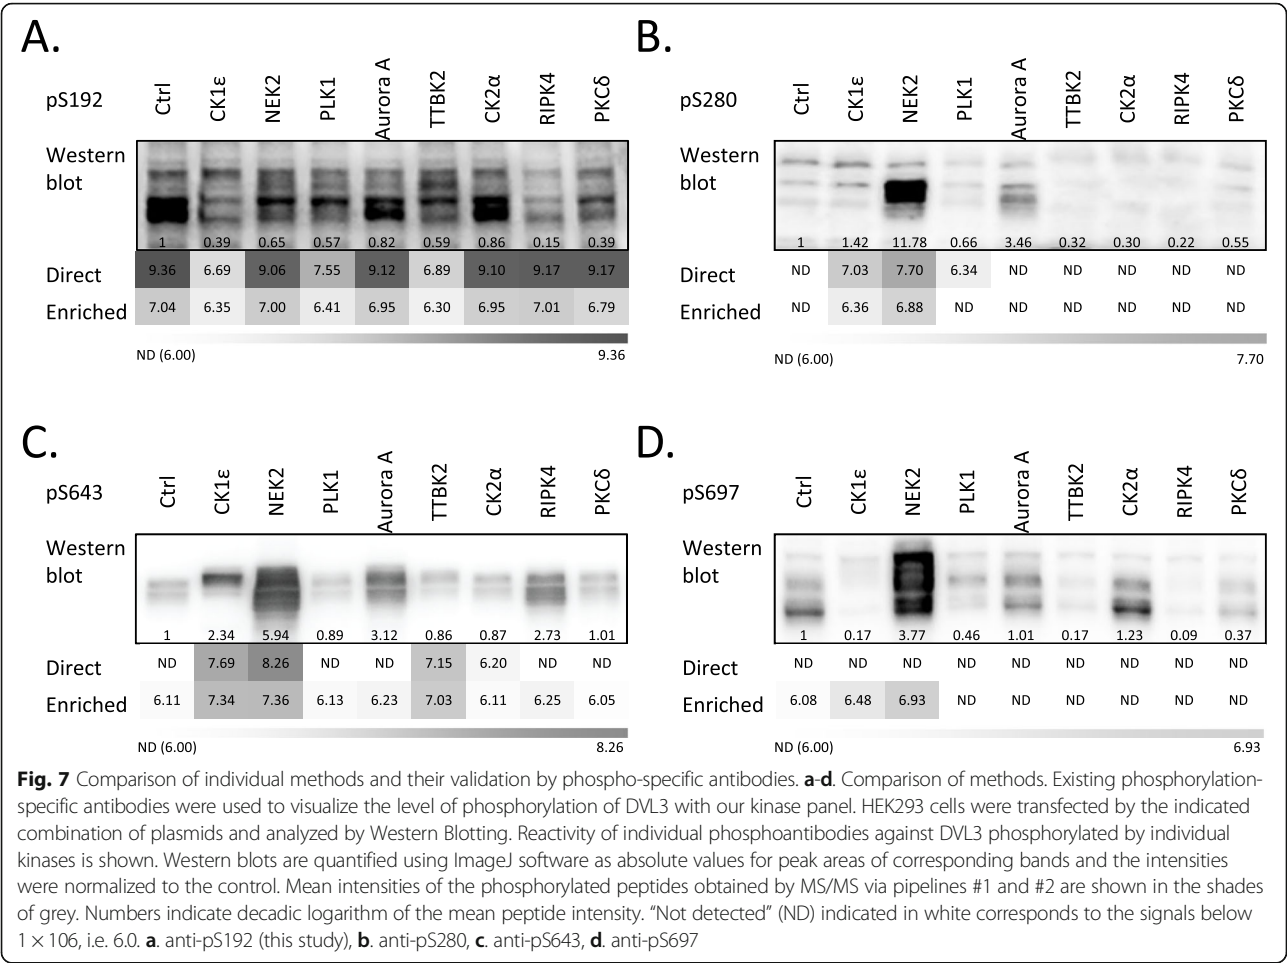 A.
pS192
Ctrl CK1ε NEK2 PLK1 Aurora A TTBK2 CK2α RIPK4 PKCδ
Western
blot
1 0.39 0.65 0.57 0.82 0.59 0.86 0.15 0.39
Direct 9.36 6.69 9.06 7.55 9.12 6.89 9.10 9.17 9.17
Enriched 7.04 6.35 7.00 6.41 6.95 6.30 6.95 7.01 6.79
ND (6.00) 9.36
B.
pS280
Ctrl CK1ε NEK2 PLK1 Aurora A TTBK2 CK2α RIPK4 PKCδ
Western
blot
1 1.42 11.78 0.66 3.46 0.32 0.30 0.22 0.55
Direct ND 7.03 7.70 6.34 ND ND ND ND ND
Enriched ND 6.36 6.88 ND ND ND ND ND ND
ND (6.00) 7.70
C.
pS643
Ctrl CK1ε NEK2 PLK1 Aurora A TTBK2 CK2α RIPK4 PKCδ
Western
blot
1 2.34 5.94 0.89 3.12 0.86 0.87 2.73 1.01
Direct ND 7.69 8.26 ND ND 7.15 6.20 ND ND
Enriched 6.11 7.34 7.36 6.13 6.23 7.03 6.11 6.25 6.05
ND (6.00) 8.26
D.
pS697
Ctrl CK1ε NEK2 PLK1 Aurora A TTBK2 CK2α RIPK4 PKCδ
Western
blot
1 0.17 3.77 0.46 1.01 0.17 1.23 0.09 0.37
Direct ND ND ND ND ND ND ND ND ND
Enriched 6.08 6.48 6.93 ND ND ND ND ND ND
ND (6.00) 6.93
Fig. 7 Comparison of individual methods and their validation by phospho-specific antibodies. a-d. Comparison of methods. Existing phosphorylation-
specific antibodies were used to visualize the level of phosphorylation of DVL3 with our kinase panel. HEK293 cells were transfected by the indicated
combination of plasmids and analyzed by Western Blotting. Reactivity of individual phosphoantibodies against DVL3 phosphorylated by individual
kinases is shown. Western blots are quantified using ImageJ software as absolute values for peak areas of corresponding bands and the intensities
were normalized to the control. Mean intensities of the phosphorylated peptides obtained by MS/MS via pipelines #1 and #2 are shown in the shades
of grey. Numbers indicate decadic logarithm of the mean peptide intensity. “Not detected” (ND) indicated in white corresponds to the signals below
1 × 106, i.e. 6.0. a. anti-pS192 (this study), b. anti-pS280, c. anti-pS643, d. anti-pS697